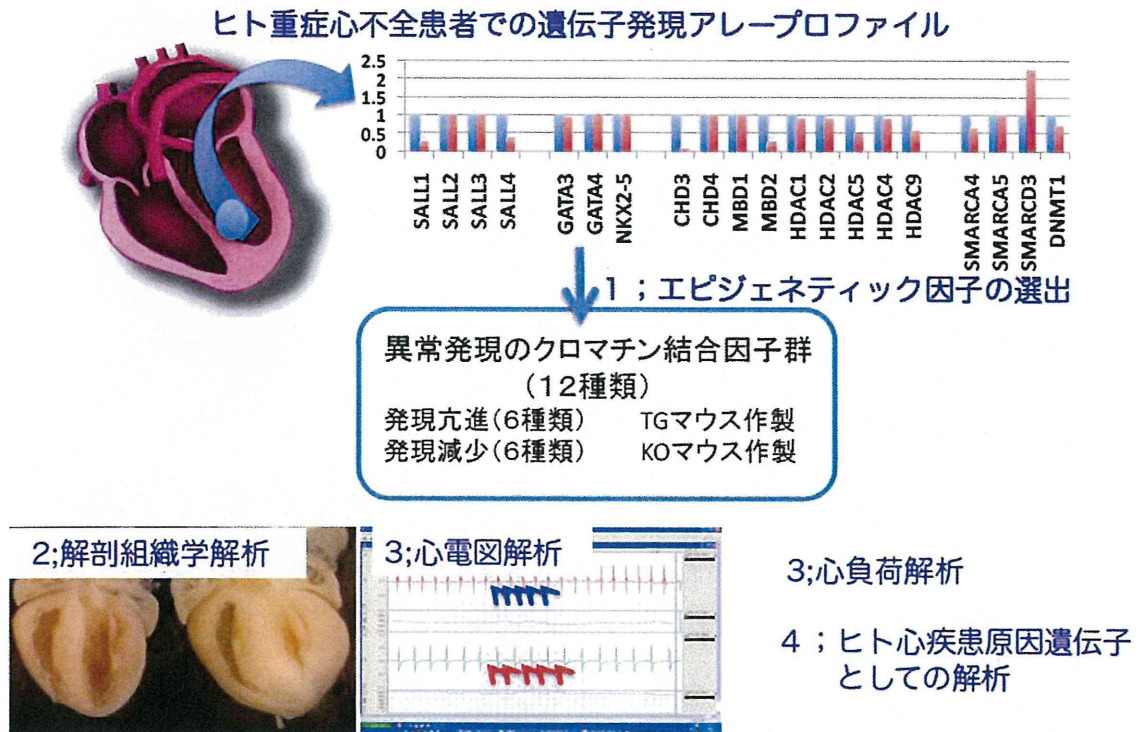 ヒト重症心不全患者での遺伝子発現アレープロファイル
2.5
2
1.5
1
0.5
0
SALL1
SALL2
SALL3
SALL4
GATA3
GATA4
NKX2-5
CHD3
CHD4
MBD1
MBD2
HDAC1
HDAC2
HDAC5
HDAC4
HDAC9
SMARCA4
SMARCA5
SMARCD3
DNMT1
1;エピジェネティック因子の選出
異常発現のクロマチン結合因子群
(12種類)
発現亢進(6種類) TGマウス作製
発現減少(6種類) KOマウス作製
2;解剖組織学解析
3;心電図解析
3;心負荷解析
4;ヒト心疾患原因遺伝子
としての解析